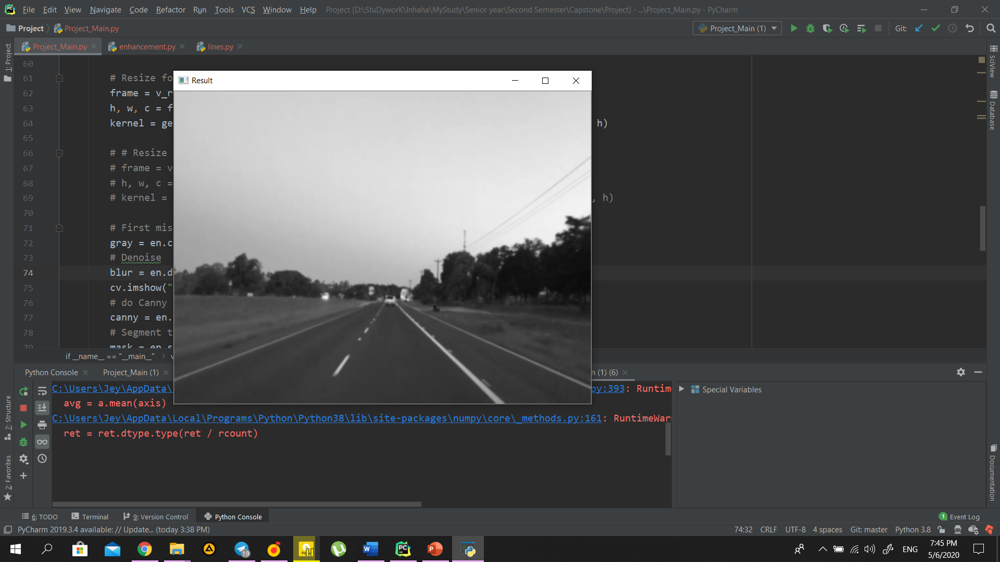 File Edit View Navigate Code Refactor Run Tools VCS Window Help Project [D:\StuDyworK\Inhaha\MyStudy\Senior year\Second Semester\Capstone\Project] - ...\Project_Main.py - PyCharm
Project Project_Main.py Project_Main (1) Git:
Project_Main.py enhancement.py lines.py
1: Project
SciView
Database
60
61 # Resize fo
62 frame = v_r
63 h, w, c = f
64 kernel = ge h)
65
66 # # Resize
67 # frame = v
68 # h, w, c =
69 # kernel = , h)
70
71 # First mis
72 gray = en.c
73 # Denoise
74 blur = en.d
75 cv.imshow("
76 # do Canny
77 canny = en.
78 # Segment t
79 mask = en.s
Result
if __name__ == "__main__"
Python Console Project_Main (1) n (1) (6)
C:\Users\Jey\AppData\ py:393: Runtim
avg = a.mean(axis)
C:\Users\Jey\AppData\Local\Programs\Python\Python38\lib\site-packages\numpy\core\_methods.py:161: RuntimeWar
ret = ret.dtype.type(ret / rcount)
Special Variables
7: Structure
2: Favorites
Documentation
6: TODO Terminal 9: Version Control Python Console 1 Event Log
PyCharm 2019.3.4 available: // Update... (today 3:38 PM) 74:32 CRLF UTF-8 4 spaces Git: master Python 3.8
19
ENG
7:45 PM
5/6/2020